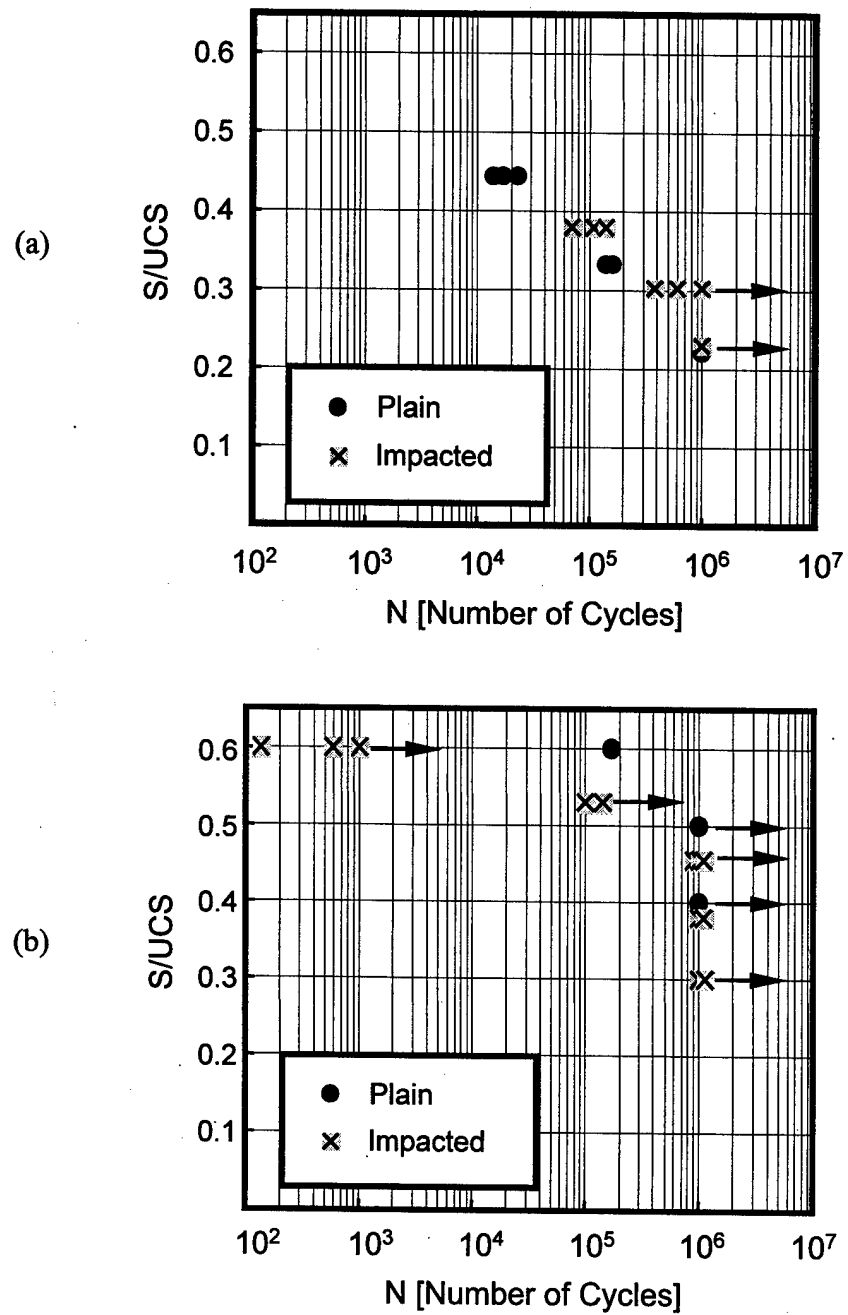 (a)
S/UCS
0.6
0.5
0.4
0.3
0.2
0.1
Plain
Impacted
10² 10³ 10⁴ 10⁵ 10⁶ 10⁷
N [Number of Cycles]
(b)
S/UCS
0.6
0.5
0.4
0.3
0.2
0.1
Plain
Impacted
10² 10³ 10⁴ 10⁵ 10⁶ 10⁷
N [Number of Cycles]